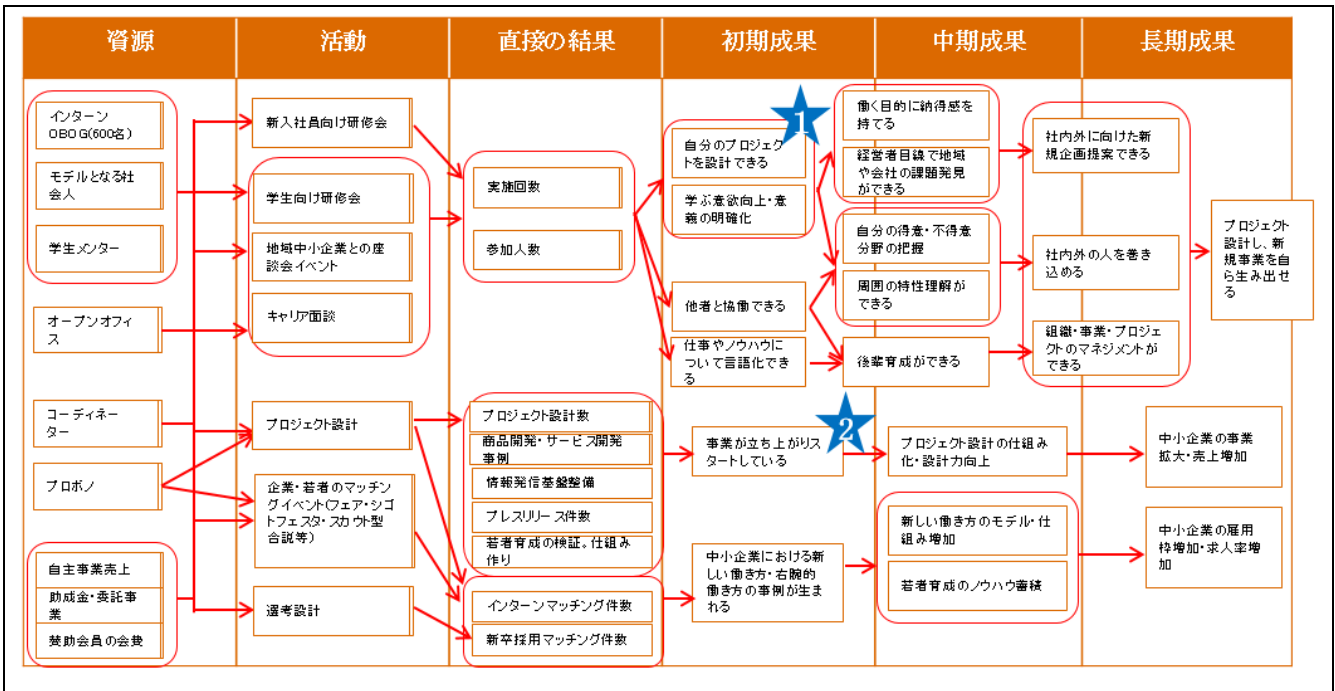 資源
活動
直接の結果
初期成果
中期成果
長期成果
インターン
OBOG(600名)
モデルとなる社
会人
学生メンター
オープンオフィ
ス
コーディネー
ター
プロボノ
自主事業売上
助成金・委託事
業
賛助会員の会費
新入社員向け研修会
学生向け研修会
地域中小企業との座
談会イベント
キャリア面談
プロジェクト設計
企業・若者のマッチン
グイベント(フェア・シゴ
トフェスタ・スカウト型
合説等)
選考設計
実施回数
参加人数
プロジェクト設計数
商品開発・サービス開発
事例
情報発信基盤整備
プレスリリース件数
若者育成の検証。仕組み
作り
インターンマッチング件数
新卒採用マッチング件数
1
自分のプロジェク
トを設計できる
学ぶ意欲向上・意
義の明確化
他者と協働できる
仕事やノウハウに
ついて言語化でき
る
2
事業が立ち上がりス
タートしている
中小企業における新
しい働き方・右腕的
働き方の事例が生ま
れる
働く目的に納得感を
持てる
経営者目線で地域
や会社の課題発見
ができる
自分の得意・不得意
分野の把握
周囲の特性理解が
できる
後輩育成ができる
プロジェクト設計の仕組み
化・設計力向上
新しい働き方のモデル・仕
組み増加
若者育成のノウハウ蓄積
社内外に向けた新
規企画提案できる
社内外の人を巻き
込める
組織・事業・プロジェ
クトのマネジメントが
できる
プロジェクト
設計し、新
規事業を自
ら生み出せ
る
中小企業の事業
拡大・売上増加
中小企業の雇用
枠増加・求人率増
加